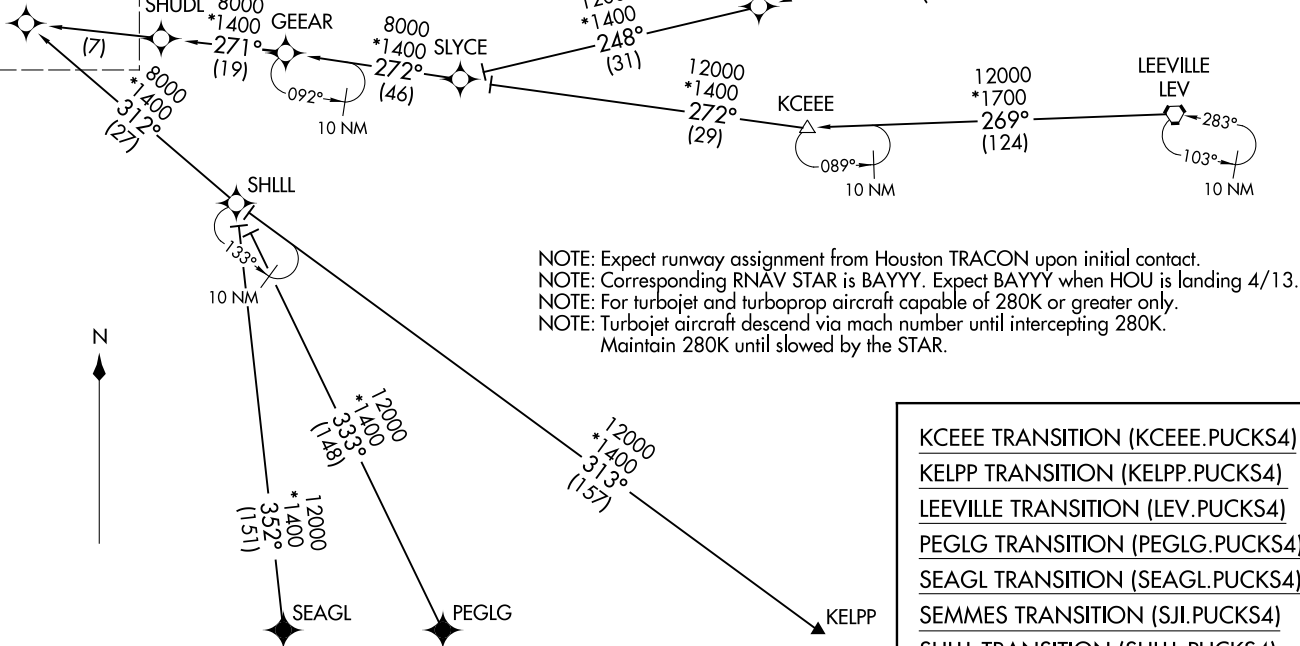 SHUDL
8000
*1400
271°
(19)
(7)
GEEAR
8000
*1400
272°
(46)
SLYCE
*1400
248°
(31)
092°
10 NM
12000
*1400
272°
(29)
KCEEE
12000
*1700
269°
(124)
LEEVILLE
LEV
283°
103°
10 NM
089°
10 NM
8000
*1400
312°
(27)
SHLLL
133°
10 NM
NOTE: Expect runway assignment from Houston TRACON upon initial contact.
NOTE: Corresponding RNAV STAR is BAYYY. Expect BAYYY when HOU is landing 4/13.
NOTE: For turbojet and turboprop aircraft capable of 280K or greater only.
NOTE: Turbojet aircraft descend via mach number until intercepting 280K.
Maintain 280K until slowed by the STAR.
N
12000
*1400
352°
(151)
12000
*1400
333°
(148)
12000
*1400
313°
(157)
SEAGL
PEGLG
KELPP
KCEEE TRANSITION (KCEEE.PUCKS4)
KELPP TRANSITION (KELPP.PUCKS4)
LEEVILLE TRANSITION (LEV.PUCKS4)
PEGLG TRANSITION (PEGLG.PUCKS4)
SEAGL TRANSITION (SEAGL.PUCKS4)
SEMMES TRANSITION (SJI.PUCKS4)